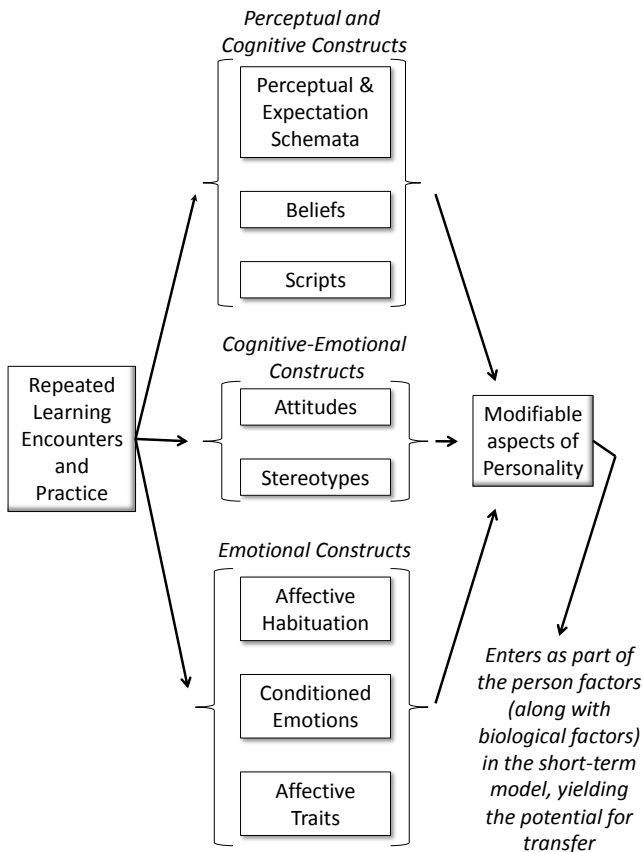 Perceptual and
Cognitive Constructs
Perceptual &
Expectation
Schemata
Beliefs
Scripts
Repeated
Learning
Encounters
and
Practice
Cognitive-Emotional
Constructs
Attitudes
Stereotypes
Modifiable
aspects of
Personality
Emotional Constructs
Affective
Habituation
Conditioned
Emotions
Affective
Traits
Enters as part of
the person factors
(along with
biological factors)
in the short-term
model, yielding
the potential for
transfer